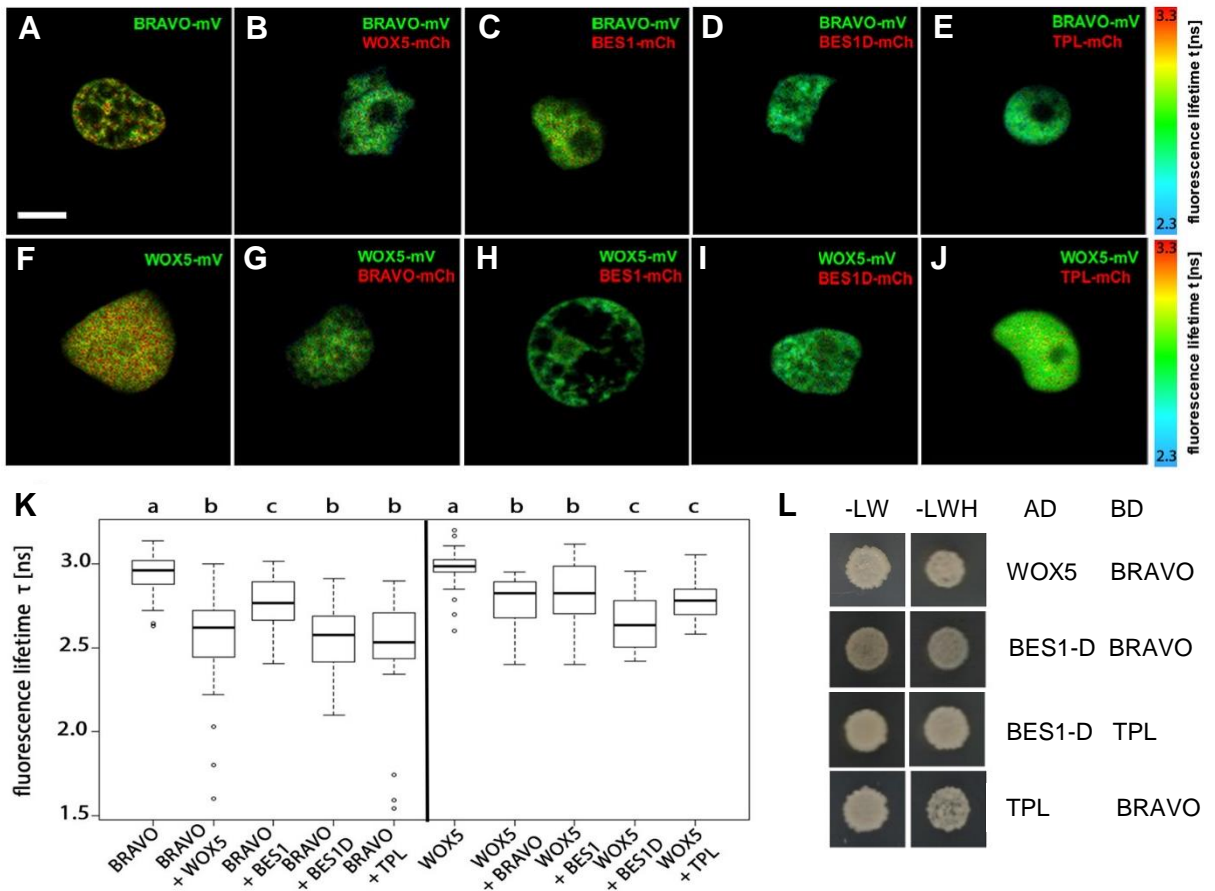 A
BRAVO-mV
B
BRAVO-mV
WOX5-mCh
C
BRAVO-mV
BES1-mCh
D
BRAVO-mV
BES1D-mCh
E
BRAVO-mV
TPL-mCh
3.3
2.3
fluorescence lifetime τ [ns]
F
WOX5-mV
G
WOX5-mV
BRAVO-mCh
H
WOX5-mV
BES1-mCh
I
WOX5-mV
BES1D-mCh
J
WOX5-mV
TPL-mCh
3.3
2.3
fluorescence lifetime τ [ns]
K
a b c b b a b b c c
fluorescence lifetime τ [ns]
3.0
2.5
2.0
1.5
BRAVO
BRAVO
+ WOX5
BRAVO
+ BES1
BRAVO
+ BES1D
BRAVO
+ TPL
WOX5
WOX5
+ BRAVO
WOX5
+ BES1
WOX5
+ BES1D
WOX5
+ TPL
L
-LW -LWH AD BD
WOX5 BRAVO
BES1-D BRAVO
BES1-D TPL
TPL BRAVO